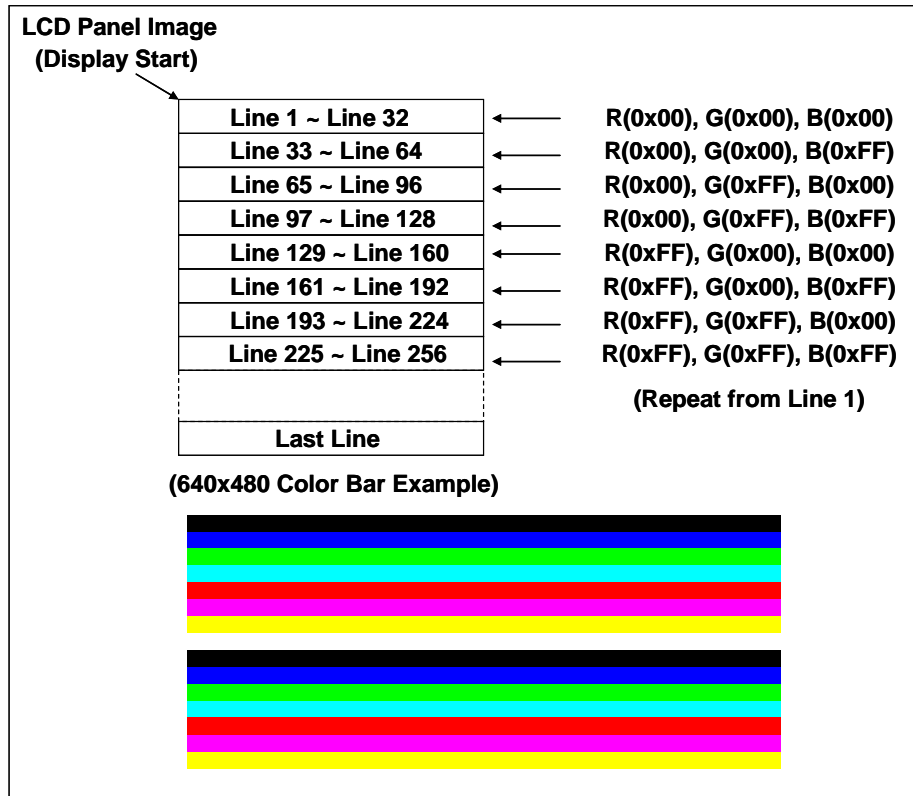 LCD Panel Image
(Display Start)
Line 1 ~ Line 32 R(0x00), G(0x00), B(0x00)
Line 33 ~ Line 64 R(0x00), G(0x00), B(0xFF)
Line 65 ~ Line 96 R(0x00), G(0xFF), B(0x00)
Line 97 ~ Line 128 R(0x00), G(0xFF), B(0xFF)
Line 129 ~ Line 160 R(0xFF), G(0x00), B(0x00)
Line 161 ~ Line 192 R(0xFF), G(0x00), B(0xFF)
Line 193 ~ Line 224 R(0xFF), G(0xFF), B(0x00)
Line 225 ~ Line 256 R(0xFF), G(0xFF), B(0xFF)
(Repeat from Line 1)
Last Line
(640x480 Color Bar Example)